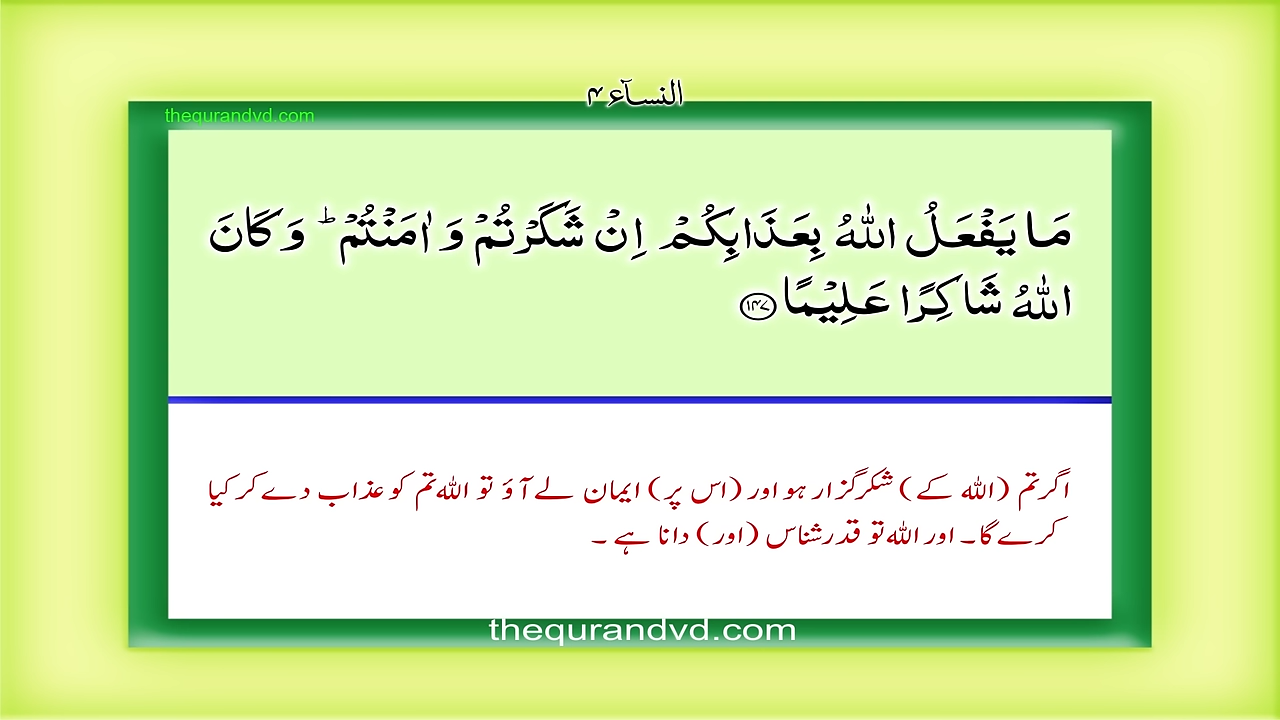 النسآء ۴
thequrandvd.com
مَا يَفْعَلُ اللّٰهُ بِعَذَابِكُمْ اِنْ شَكَرْتُمْ وَ اٰمَنْتُمْ ؕ وَ كَانَ
اللّٰهُ شَاكِرًا عَلِيْمًا ۝۱۴۷
اگر تم (اللہ کے) شکرگزار ہو اور (اس پر) ایمان لے آؤ تو اللہ تم کو عذاب دے کر کیا
کرے گا۔ اور اللہ تو قدرشناس (اور) دانا ہے ۔
thequrandvd.com